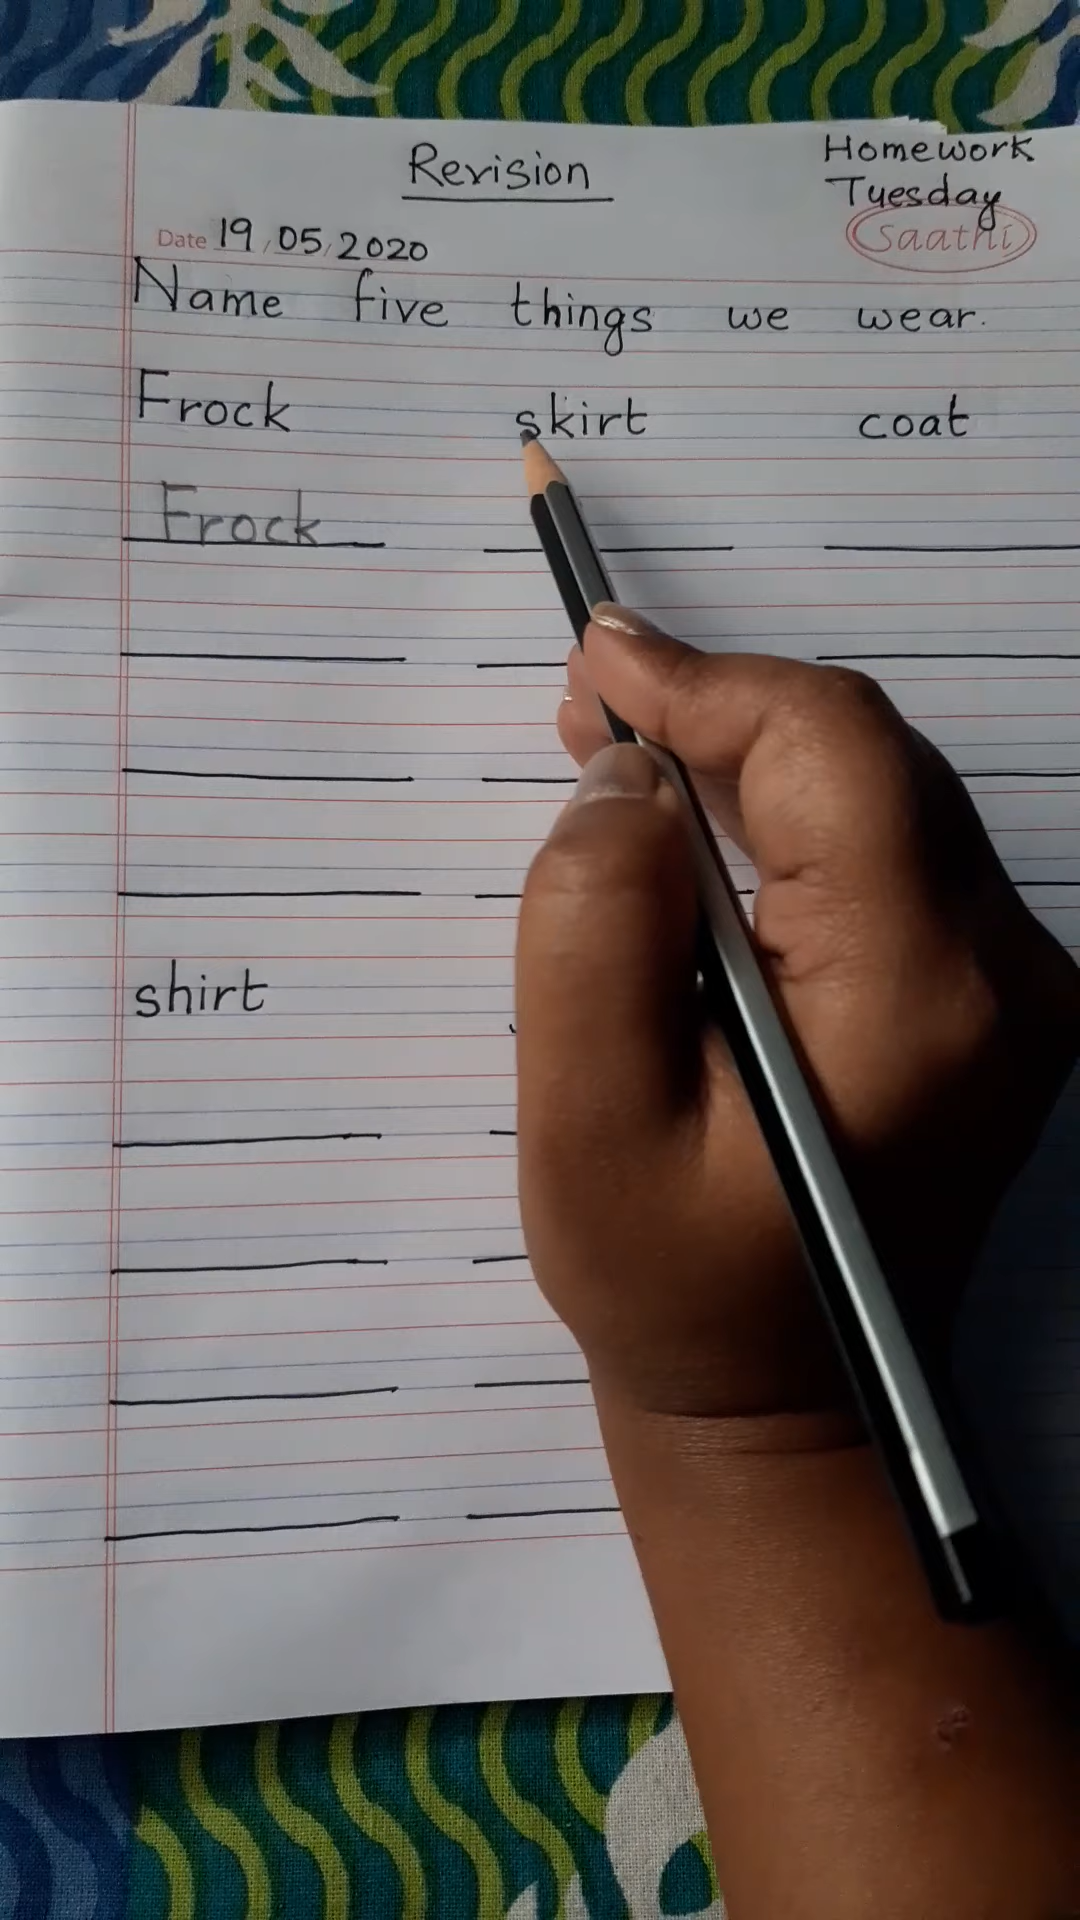 Revision
Homework
Tuesday
Saathi
Date 19/05/2020
Name five things we wear.
Frock skirt coat
Frock
shirt